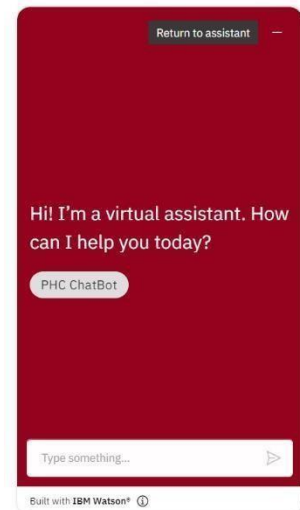 Return to assistant
Hi! I'm a virtual assistant. How
can I help you today?
PHC ChatBot
Type something...
Built with IBM Watson®